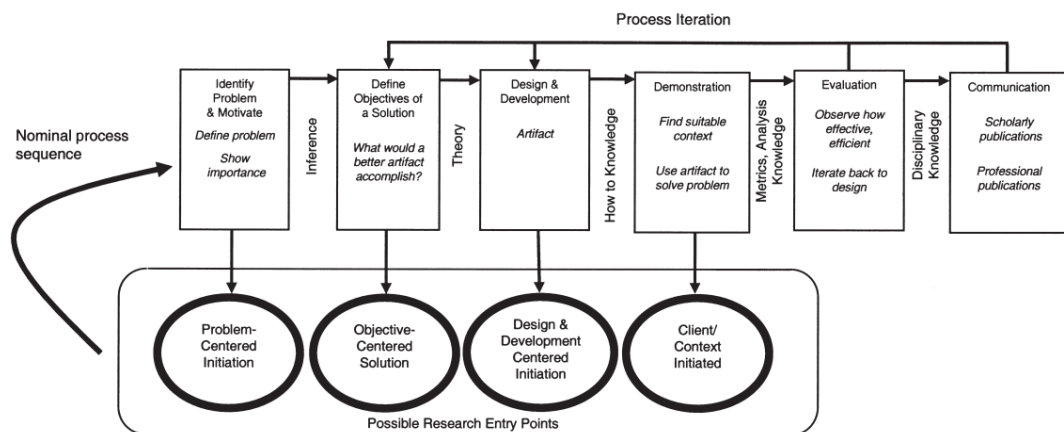 Process Iteration
Nominal process
sequence
Identify
Problem
& Motivate
Define problem
Show
importance
Inference
Define
Objectives of
a Solution
What would a
better artifact
accomplish?
Theory
Design &
Development
Artifact
How to Knowledge
Demonstration
Find suitable
context
Use artifact to
solve problem
Metrics, Analysis
Knowledge
Evaluation
Observe how
effective,
efficient
Iterate back to
design
Disciplinary
Knowledge
Communication
Scholarly
publications
Professional
publications
Problem-
Centered
Initiation
Objective-
Centered
Solution
Design &
Development
Centered
Initiation
Client/
Context
Initiated
Possible Research Entry Points